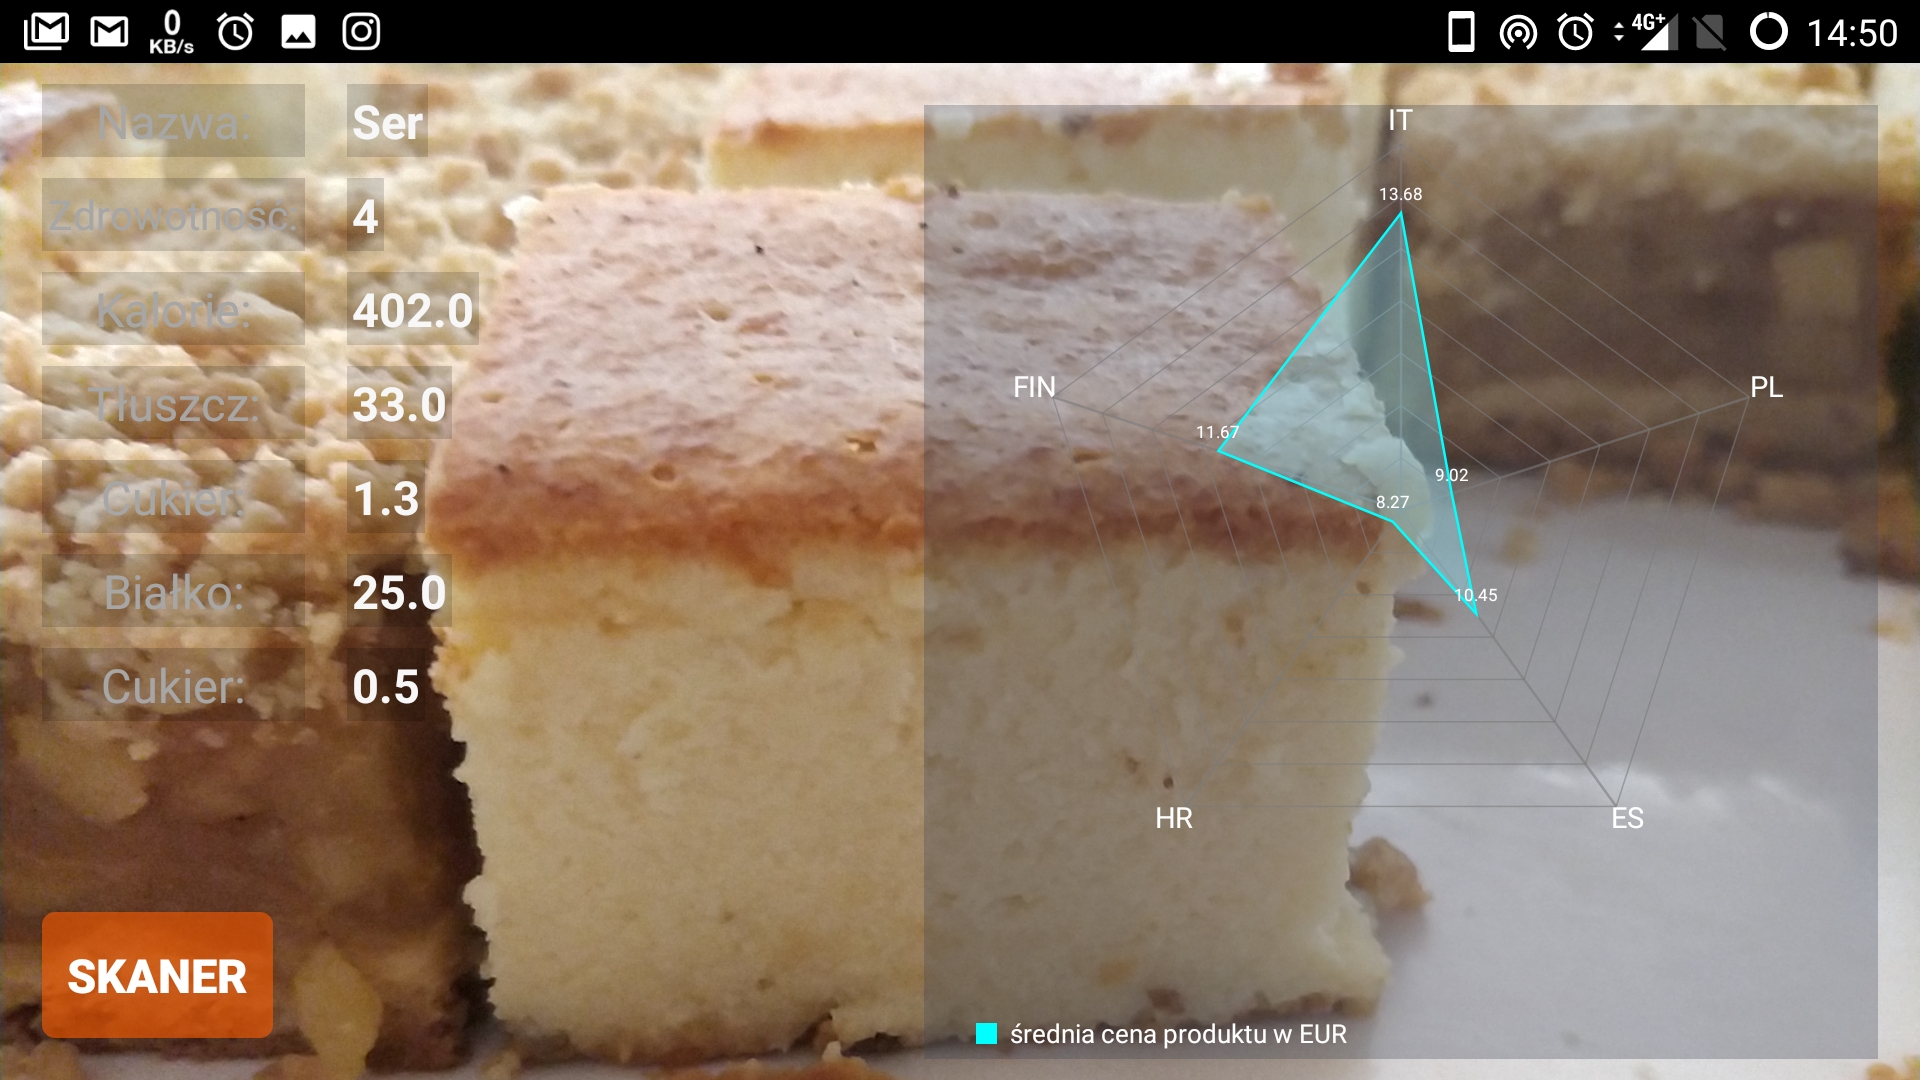 0
KB/s
4G+
14:50
Nazwa: Ser
Zdrowotność: 4
Kalorie: 402.0
Tłuszcz: 33.0
Cukier: 1.3
Białko: 25.0
Cukier: 0.5
SKANER
IT
13.68
FIN
PL
11.67
9.02
8.27
10.45
HR
ES
średnia cena produktu w EUR